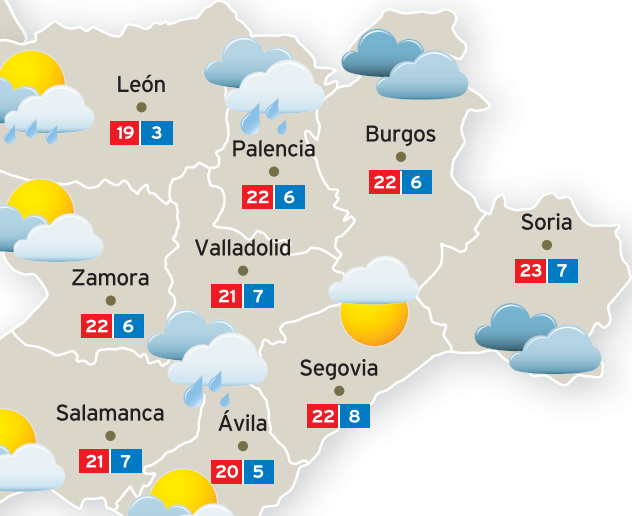 León
19 3
Palencia
22 6
Burgos
22 6
Soria
23 7
Valladolid
21 7
Zamora
22 6
Segovia
22 8
Salamanca
21 7
Ávila
20 5